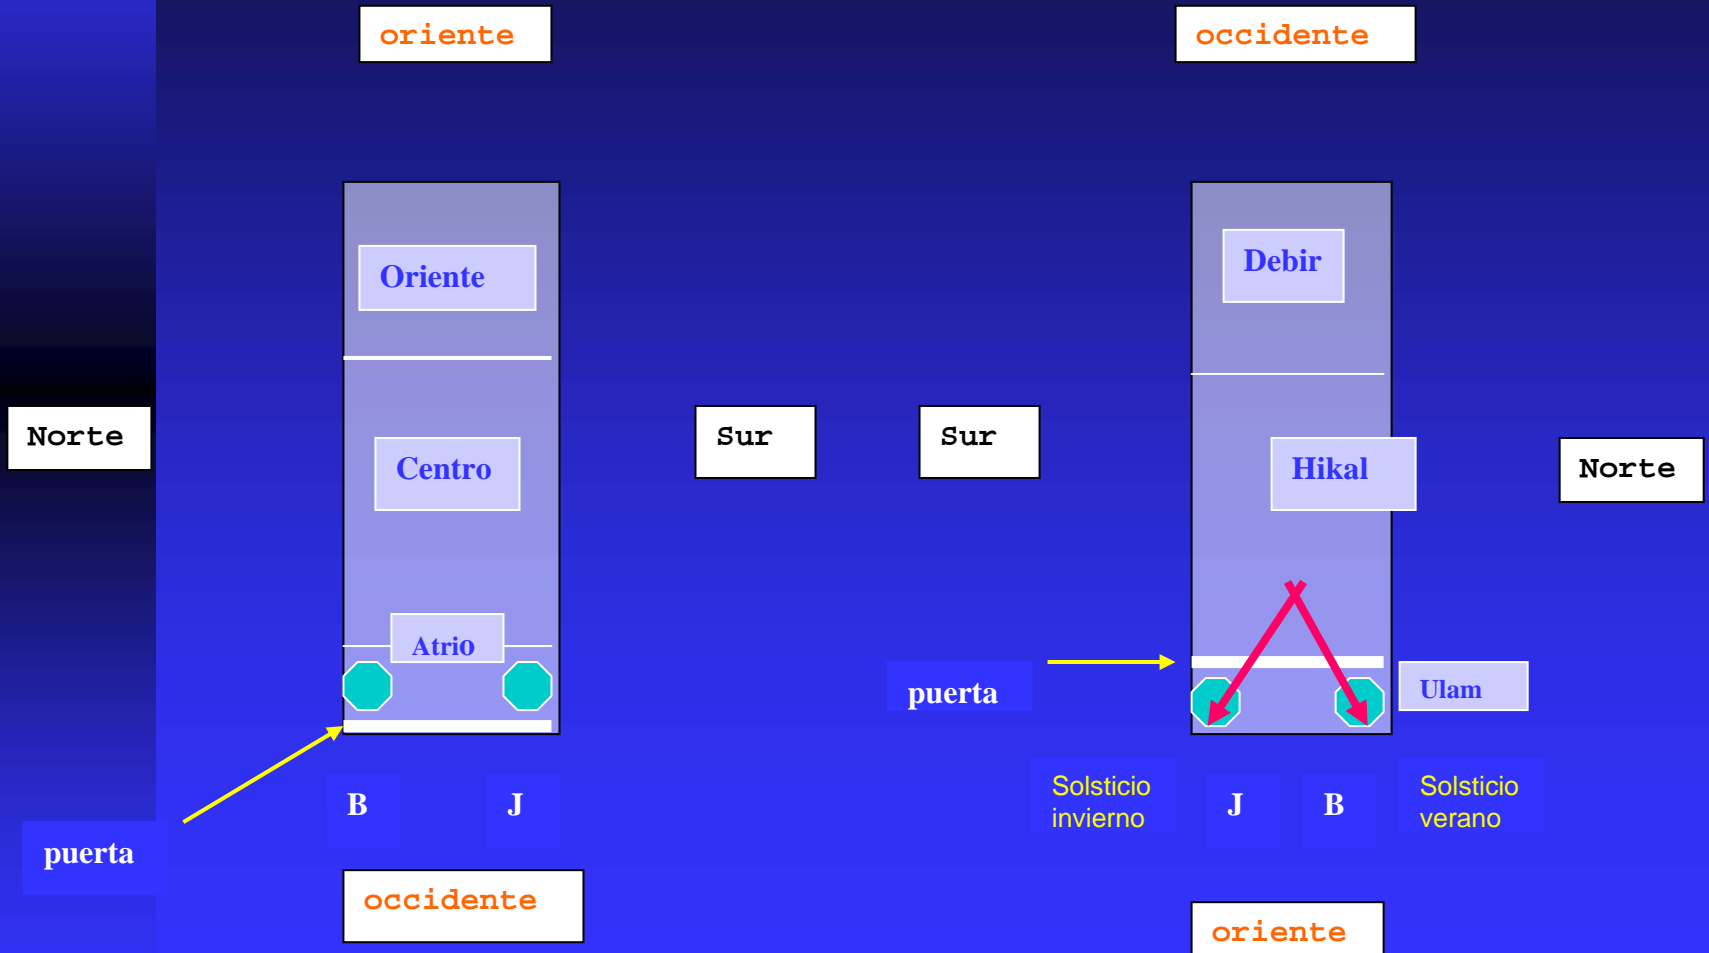 oriente
occidente
Oriente
Debir
Norte
Centro
Sur
Sur
Hikal
Norte
Atrio
puerta
Ulam
B
J
Solsticio
invierno
J
B
Solsticio
verano
puerta
occidente
oriente